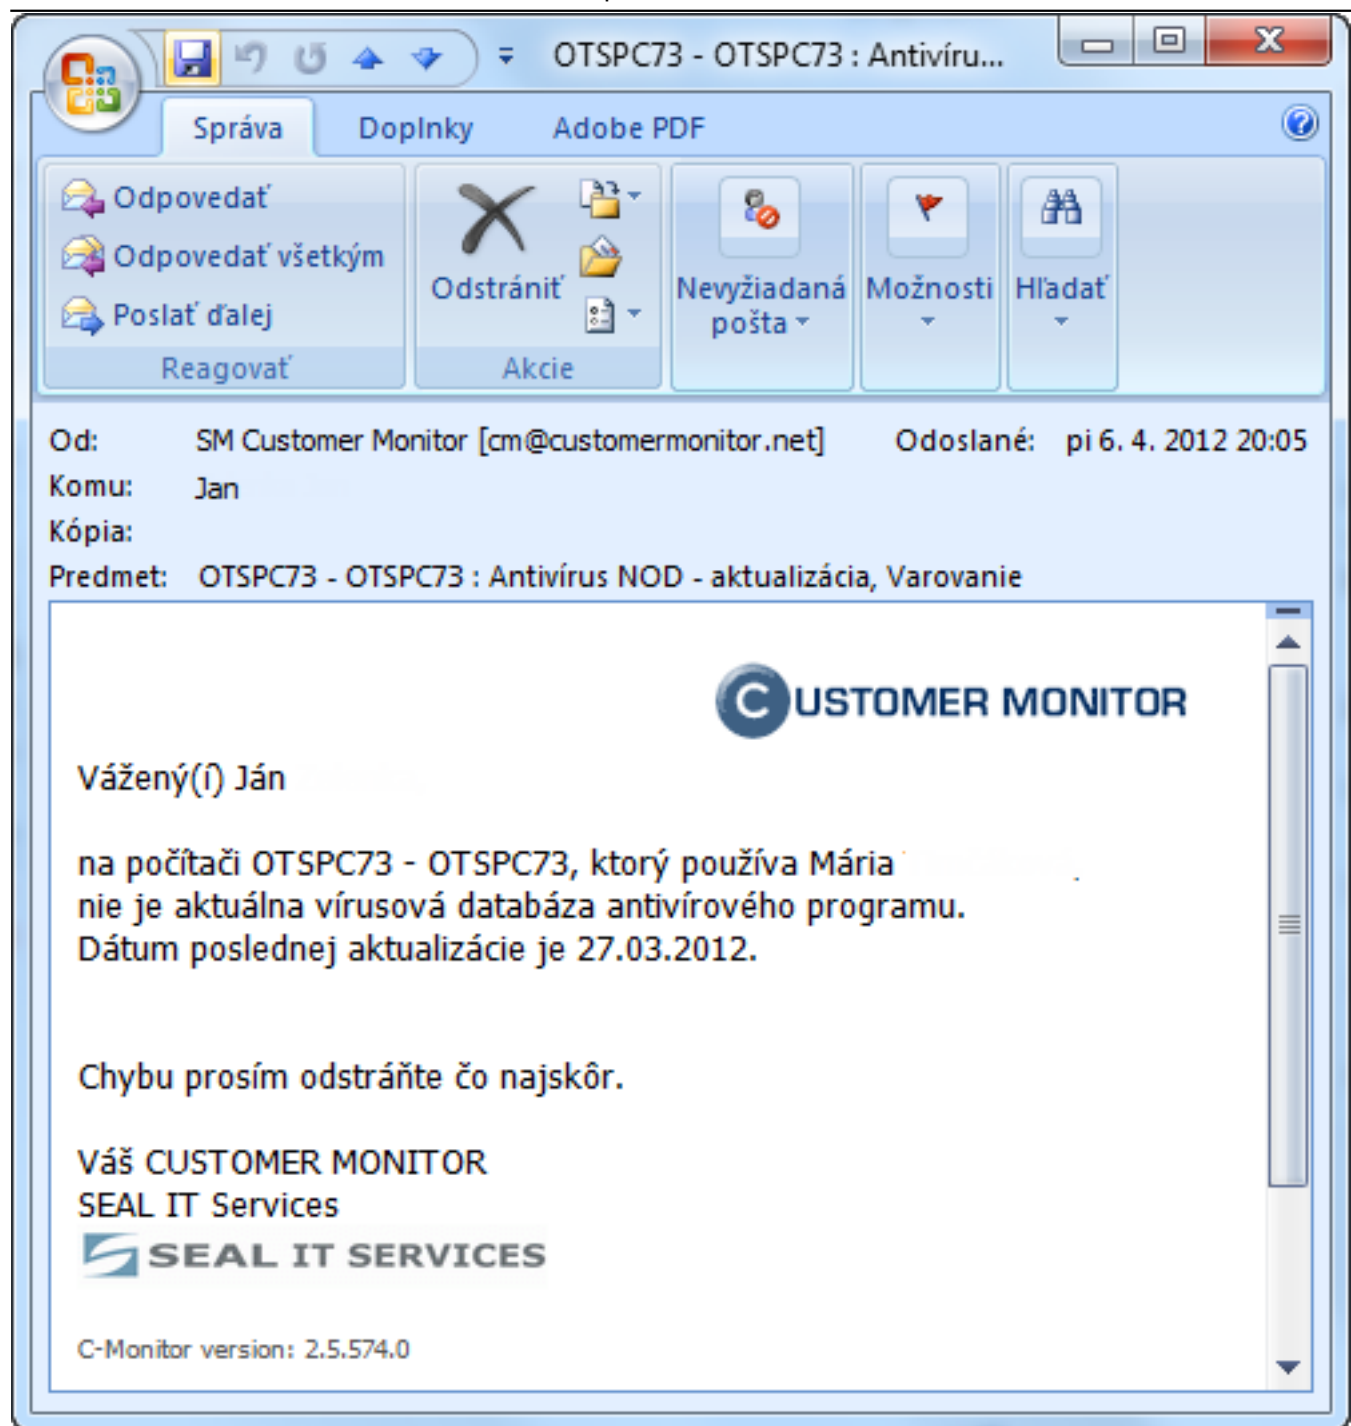 OTSPC73 - OTSPC73 : Antivíru...
Správa Doplnky Adobe PDF
Odpovedať
Odpovedať všetkým
Poslať ďalej
Reagovať
Odstrániť
Akcie
Nevyžiadaná pošta
Možnosti
Hľadať
Od: SM Customer Monitor [cm@customermonitor.net] Odoslané: pi 6. 4. 2012 20:05
Komu: Jan
Kópia:
Predmet: OTSPC73 - OTSPC73 : Antivírus NOD - aktualizácia, Varovanie
CUSTOMER MONITOR
Vážený(í) Ján
na počítači OTSPC73 - OTSPC73, ktorý používa Mária
nie je aktuálna vírusová databáza antivírového programu.
Dátum poslednej aktualizácie je 27.03.2012.
Chybu prosím odstráňte čo najskôr.
Váš CUSTOMER MONITOR
SEAL IT Services
SEAL IT SERVICES
C-Monitor version: 2.5.574.0